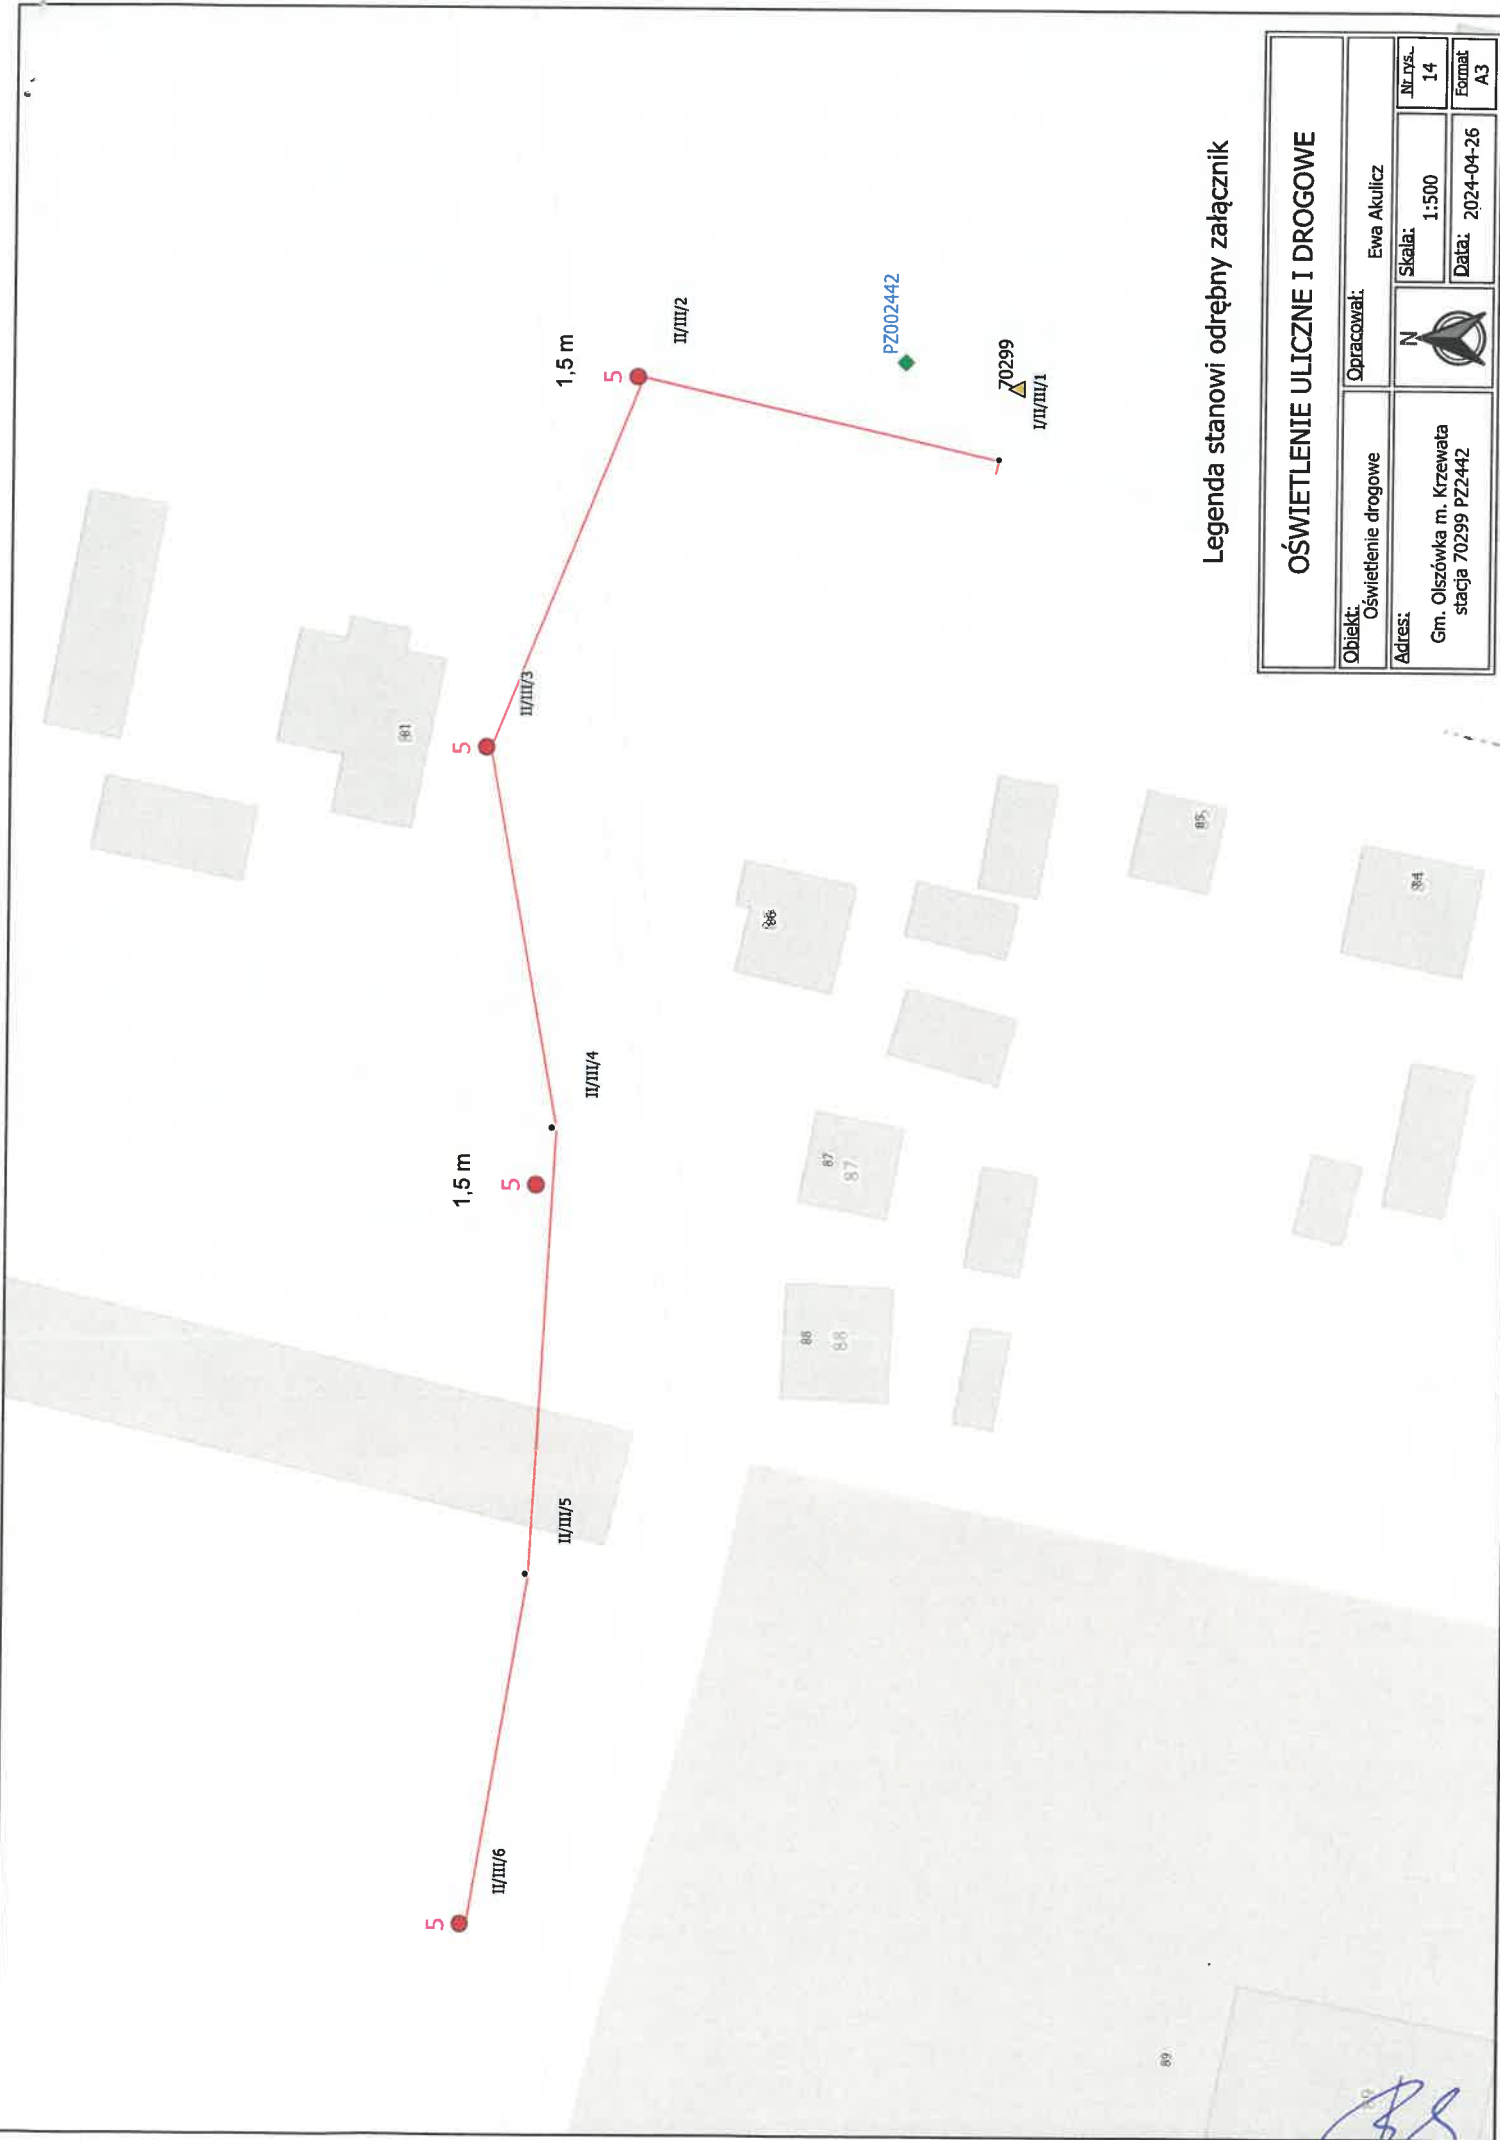 5
II/III/6
II/III/5
1,5 m
5
II/III/4
5
II/III/3
1,5 m
5
II/III/2
PZ002442
70299
I/II/III/1
81
86
87
87
88
88
85
84
89
89
Legenda stanowi odrębny załącznik
OŚWIETLENIE ULICZNE I DROGOWE
Obiekt:
Oświetlenie drogowe
Opracował:
Ewa Akulicz
Adres:
Gm. Olszówka m. Krzewata
stacja 70299 PZ2442
N
Skala:
1:500
Nr rys.
14
Data: 2024-04-26
Format
A3